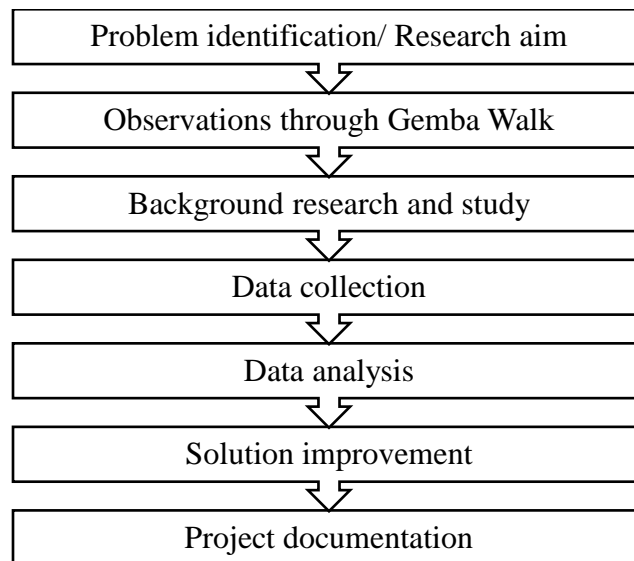 Problem identification/ Research aim
Observations through Gemba Walk
Background research and study
Data collection
Data analysis
Solution improvement
Project documentation